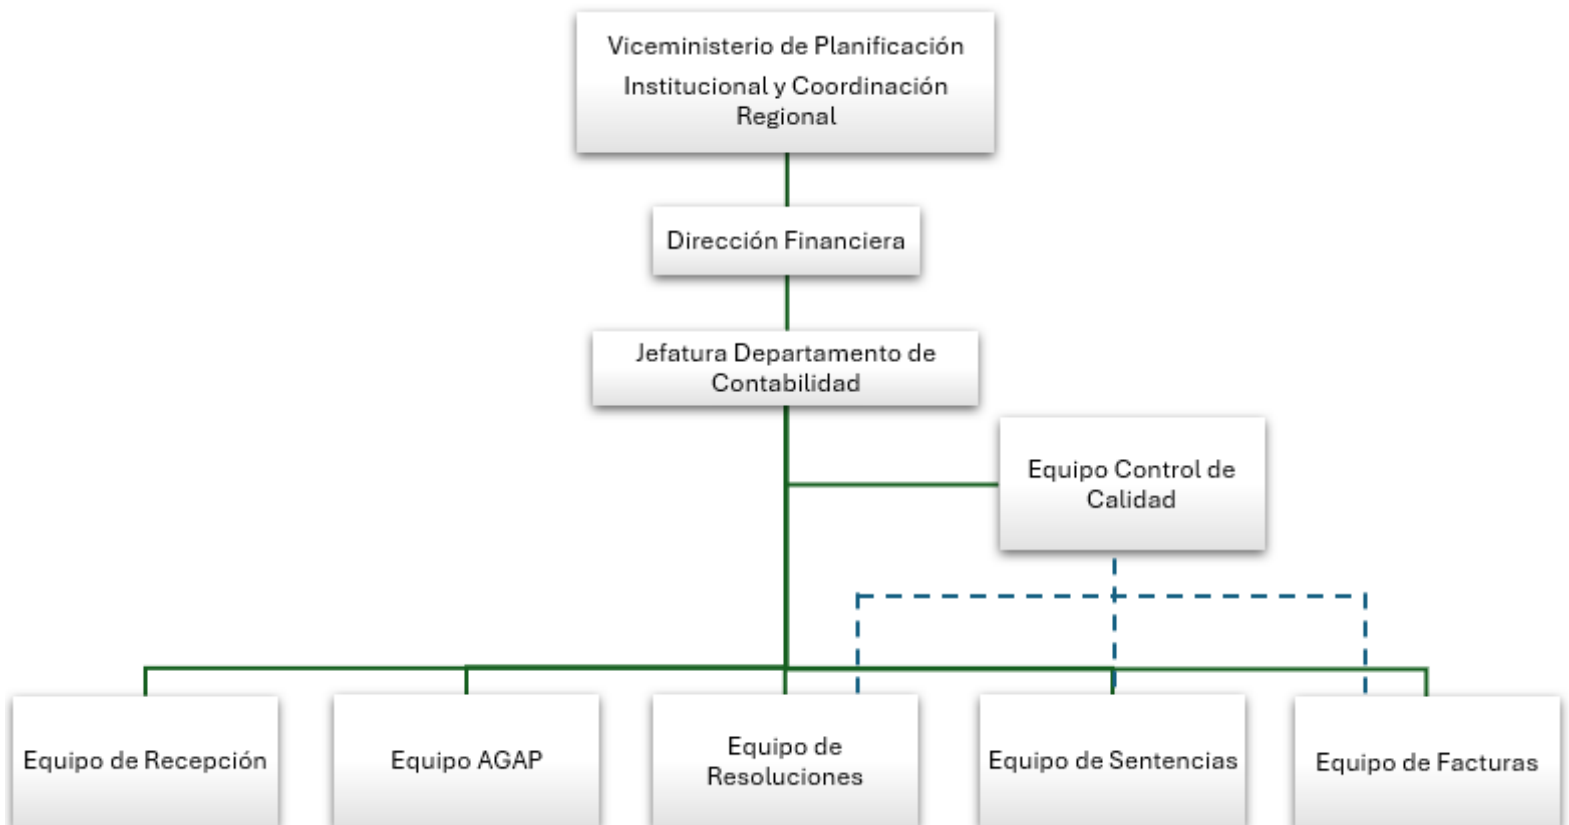 Viceministerio de Planificación
Institucional y Coordinación
Regional
Dirección Financiera
Jefatura Departamento de
Contabilidad
Equipo Control de
Calidad
Equipo de Recepción
Equipo AGAP
Equipo de
Resoluciones
Equipo de Sentencias
Equipo de Facturas